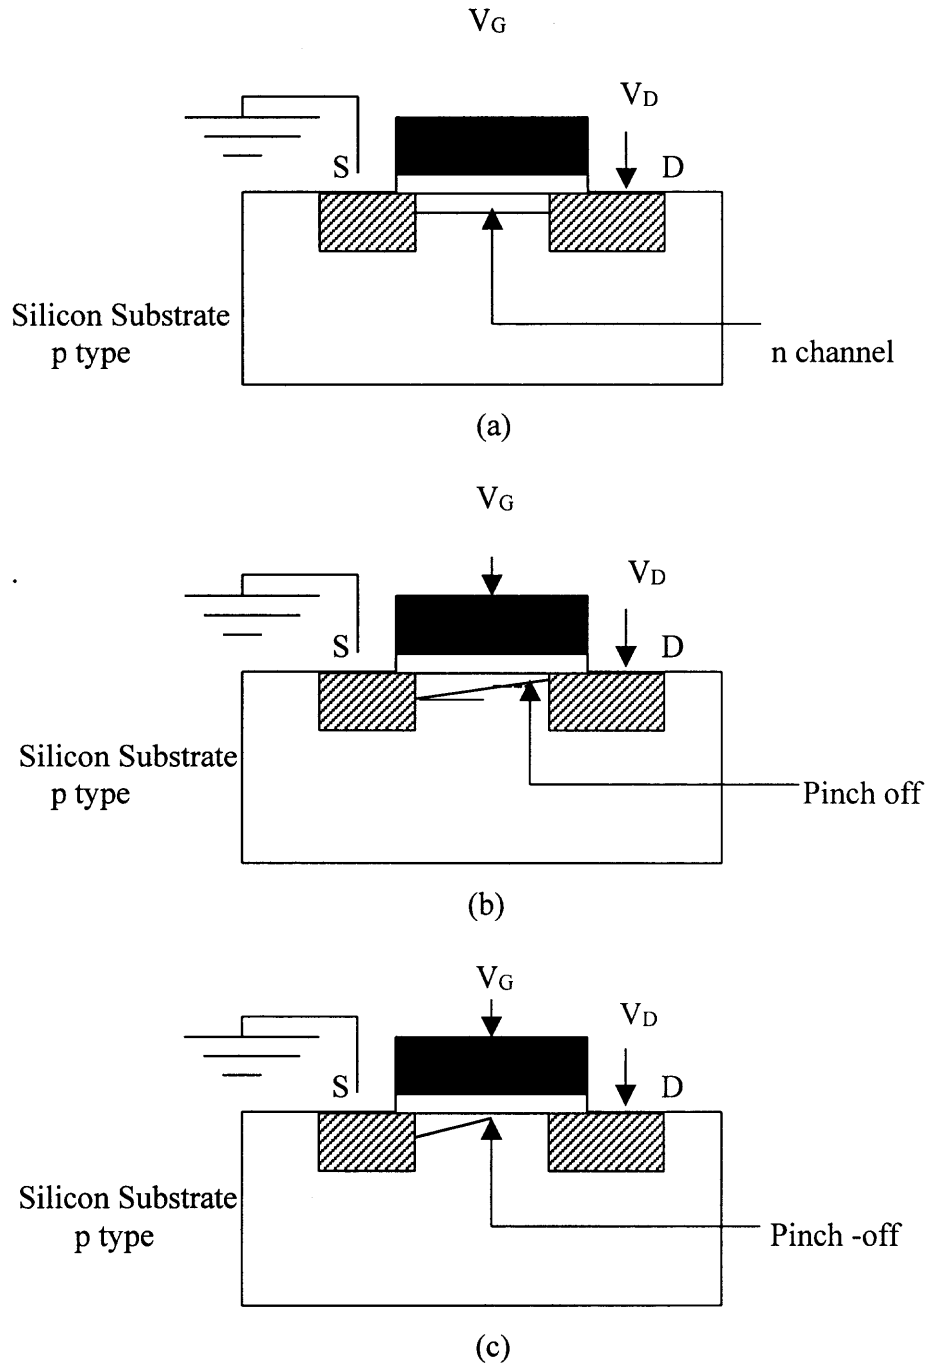 VG
VD
S
D
Silicon Substrate
p type
n channel
(a)
VG
VD
S
D
Silicon Substrate
p type
Pinch off
(b)
VG
VD
S
D
Silicon Substrate
p type
Pinch -off
(c)